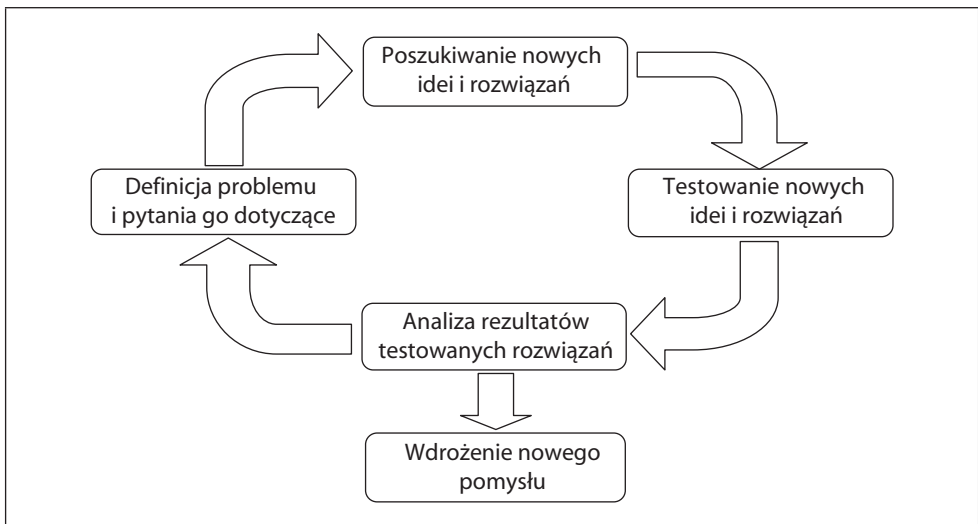 Poszukiwanie nowych
idei i rozwiązań
Definicja problemu
i pytania go dotyczące
Testowanie nowych
idei i rozwiązań
Analiza rezultatów
testowanych rozwiązań
Wdrożenie nowego
pomysłu